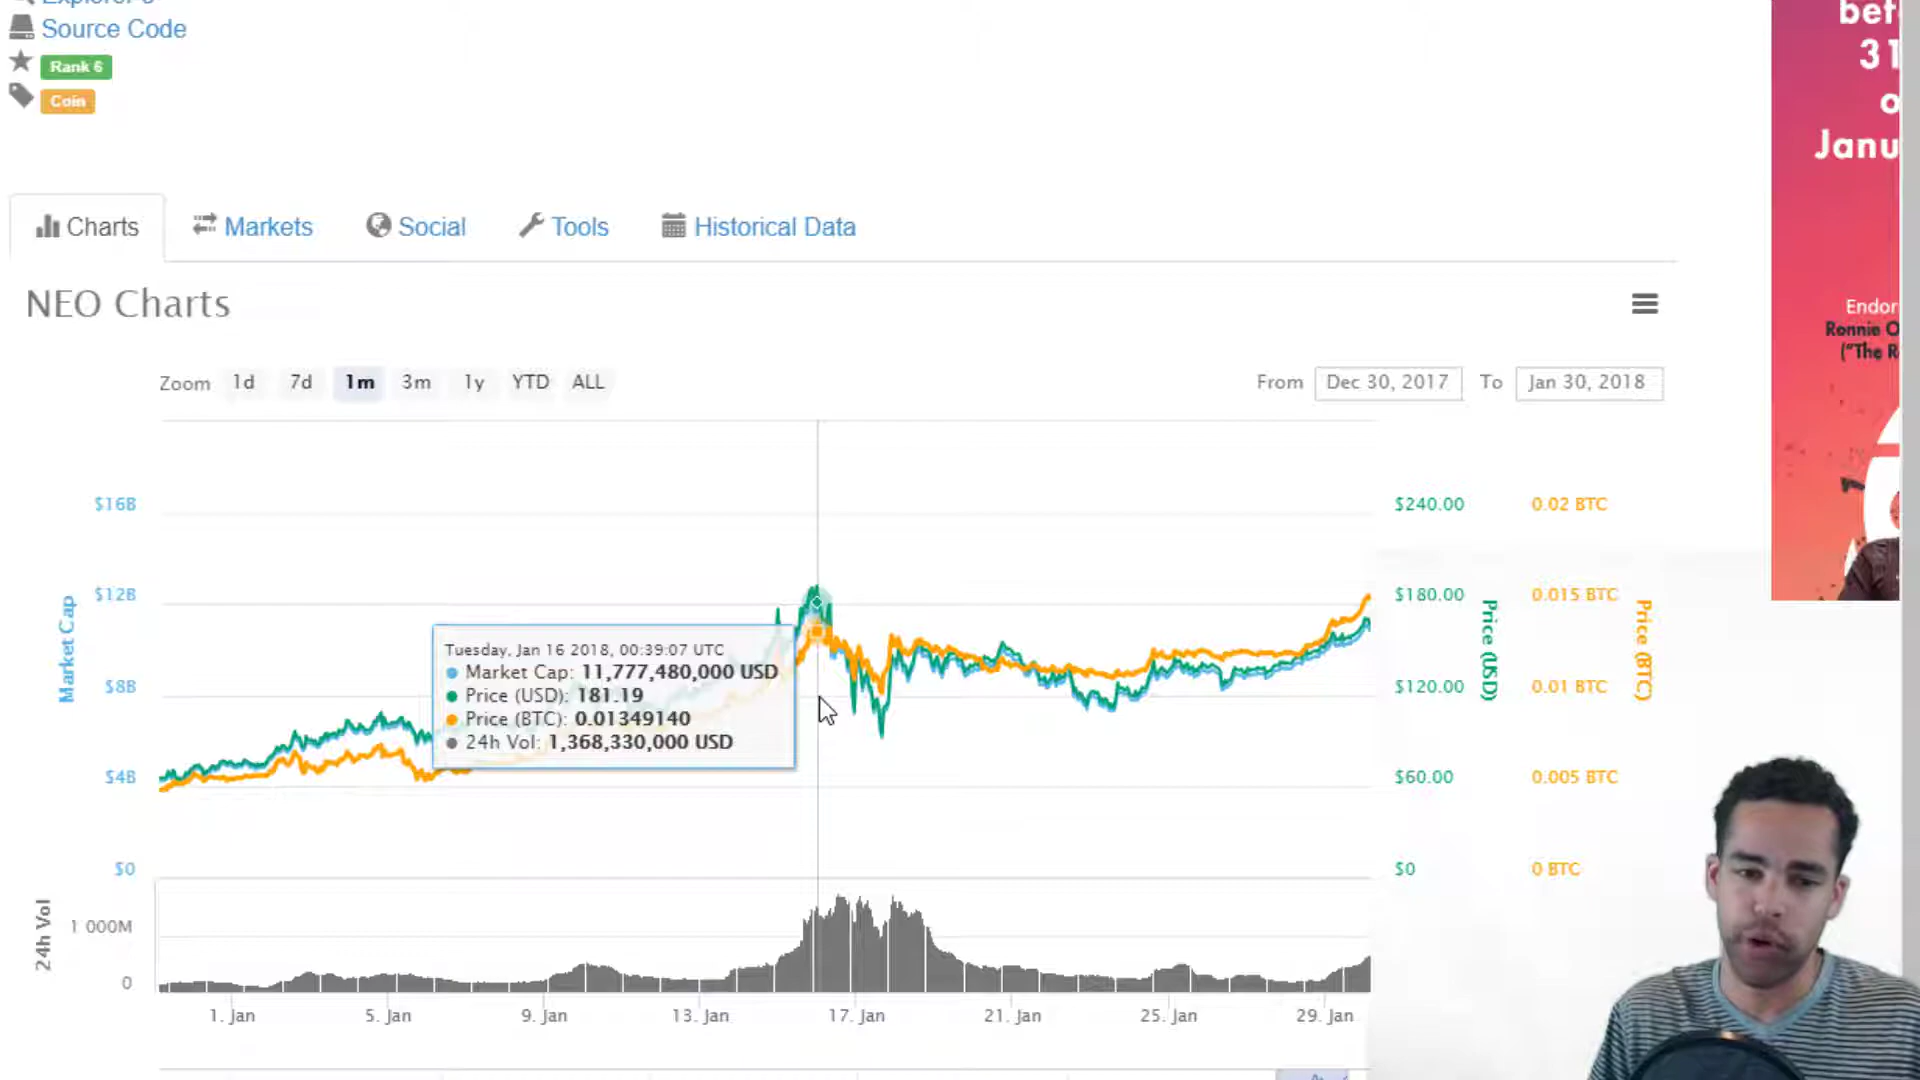 Source Code
Rank 6
Coin
Charts
Markets
Social
Tools
Historical Data
NEO Charts
Zoom 1d 7d 1m 3m 1y YTD ALL
From Dec 30, 2017 To Jan 30, 2018
Market Cap
$16B
$12B
$8B
$4B
$0
24h Vol
1 000M
0
Tuesday, Jan 16 2018, 00:39:07 UTC
Market Cap: 11,777,480,000 USD
Price (USD): 181.19
Price (BTC): 0.01349140
24h Vol: 1,368,330,000 USD
$240.00
$180.00
$120.00
$60.00
$0
Price (USD)
0.02 BTC
0.015 BTC
0.01 BTC
0.005 BTC
0 BTC
Price (BTC)
1. Jan 5. Jan 9. Jan 13. Jan 17. Jan 21. Jan 25. Jan 29. Jan
31
Janu
Endor
Ronnie O
("The R